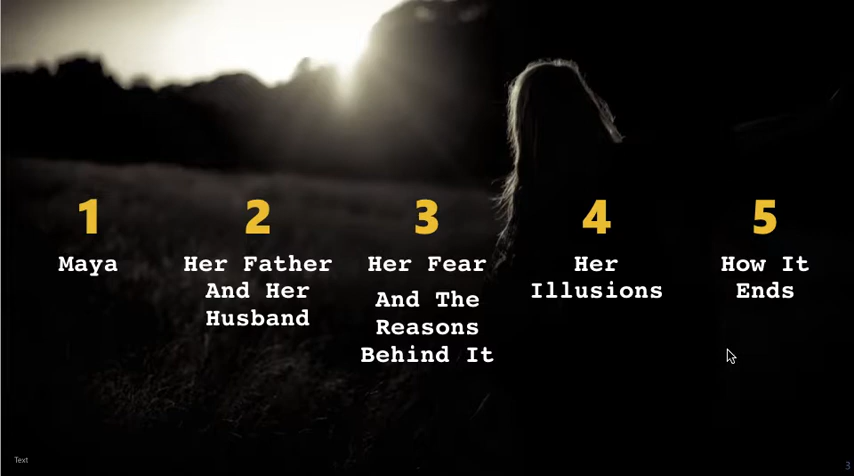 1
Maya
2
Her Father
And Her
Husband
3
Her Fear
And The
Reasons
Behind It
4
Her
Illusions
5
How It
Ends
Text
3